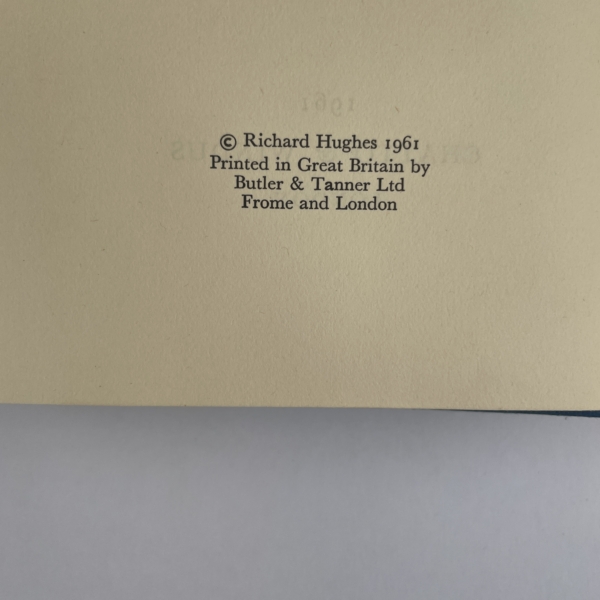 © Richard Hughes 1961
Printed in Great Britain by
Butler & Tanner Ltd
Frome and London